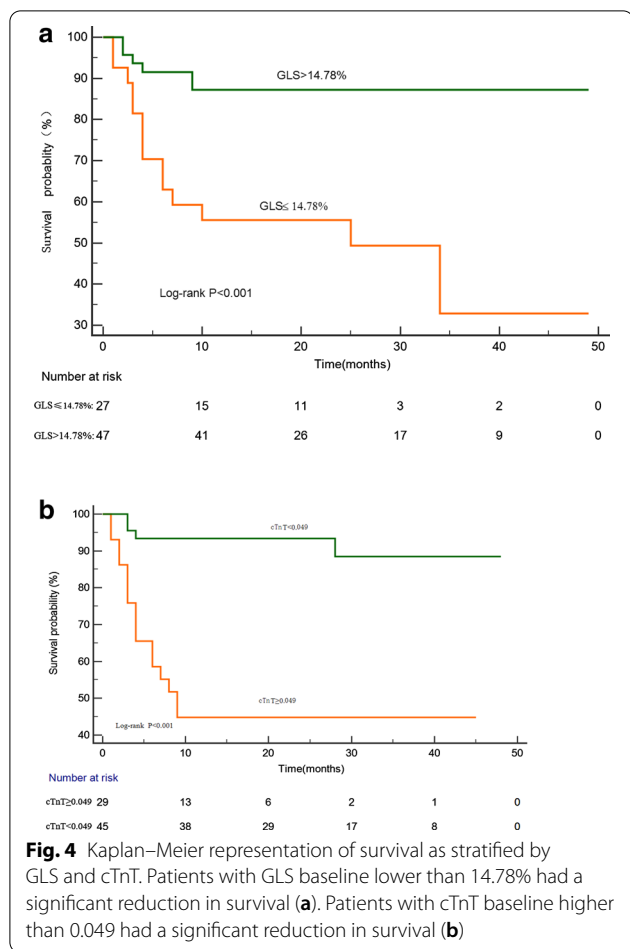 a
100
90
80
70
60
50
40
30
Survival probablity（%）
GLS>14.78%
GLS≤ 14.78%
Log-rank P<0.001
0 10 20 30 40 50
Time(months)
Number at risk
GLS≤14.78%: 27 15 11 3 2 0
GLS>14.78%: 47 41 26 17 9 0
b
100
90
80
70
60
50
40
Survival probability (%)
cTnT<0.049
cTnT≥0.049
Log-rank P<0.001
0 10 20 30 40 50
Time(months)
Number at risk
cTnT≥0.049 29 13 6 2 1 0
cTnT<0.049 45 38 29 17 8 0
Fig. 4 Kaplan–Meier representation of survival as stratified by
GLS and cTnT. Patients with GLS baseline lower than 14.78% had a
significant reduction in survival (a). Patients with cTnT baseline higher
than 0.049 had a significant reduction in survival (b)